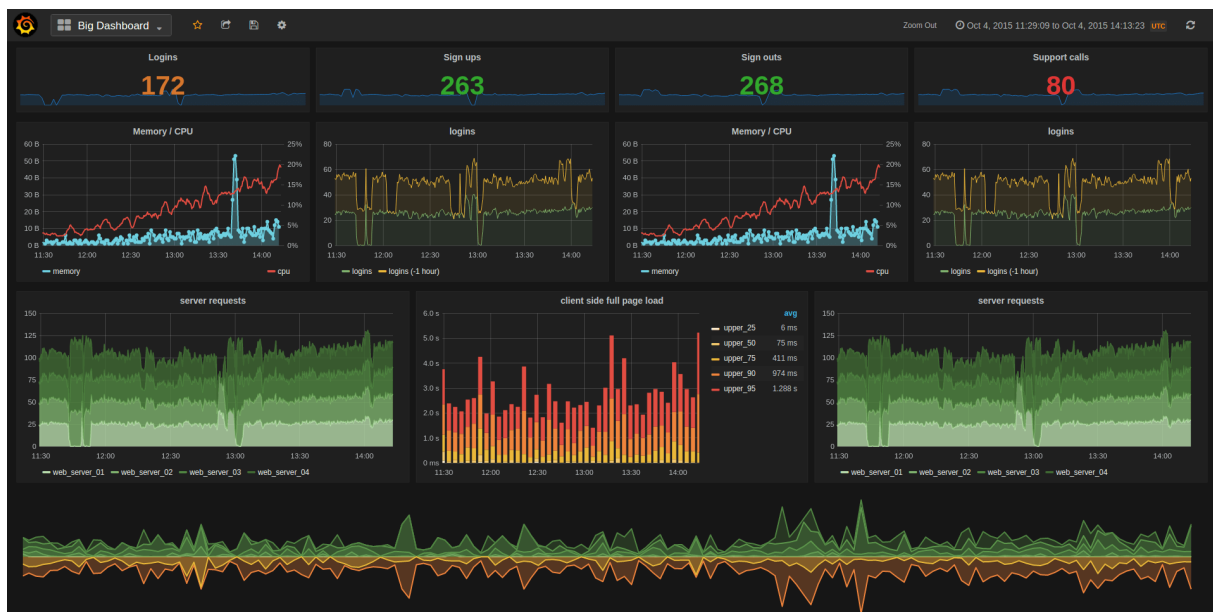 Big Dashboard
Zoom Out
Oct 4, 2015 11:29:09 to Oct 4, 2015 14:13:23 UTC
Logins
172
Sign ups
263
Sign outs
268
Support calls
80
Memory / CPU
60 B
50 B
40 B
30 B
20 B
10 B
0 B
25%
20%
15%
10%
5%
0%
11:30 12:00 12:30 13:00 13:30 14:00
memory cpu
logins
80
60
40
20
0
11:30 12:00 12:30 13:00 13:30 14:00
logins logins (-1 hour)
Memory / CPU
60 B
50 B
40 B
30 B
20 B
10 B
0 B
25%
20%
15%
10%
5%
0%
11:30 12:00 12:30 13:00 13:30 14:00
memory cpu
logins
80
60
40
20
0
11:30 12:00 12:30 13:00 13:30 14:00
logins logins (-1 hour)
server requests
150
125
100
75
50
25
0
11:30 12:00 12:30 13:00 13:30 14:00
web_server_01 web_server_02 web_server_03 web_server_04
client side full page load
6.0 s
5.0 s
4.0 s
3.0 s
2.0 s
1.0 s
0 ms
11:30 12:00 12:30 13:00 13:30 14:00
avg
upper_25 6 ms
upper_50 75 ms
upper_75 411 ms
upper_90 974 ms
upper_95 1.288 s
server requests
150
125
100
75
50
25
0
11:30 12:00 12:30 13:00 13:30 14:00
web_server_01 web_server_02 web_server_03 web_server_04